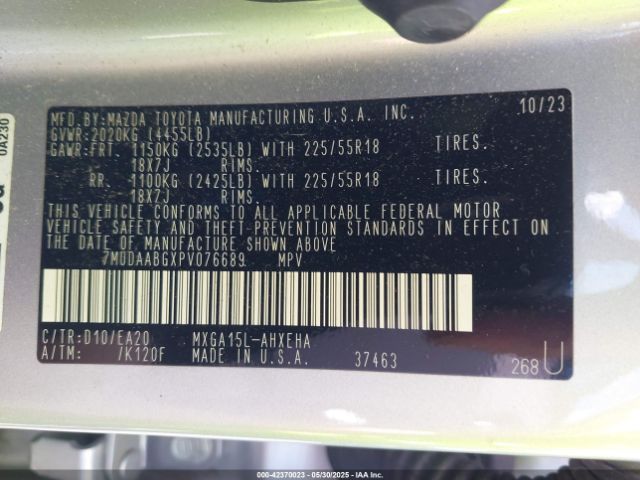 MFD.BY:MAZDA TOYOTA MANUFACTURING U.S.A. INC. 10/23
GVWR:2020KG (4455LB)
GAWR:FRT. 1150KG (2535LB) WITH 225/55R18 TIRES.
18X7J RIMS.
RR. 1100KG (2425LB) WITH 225/55R18 TIRES.
18X7J RIMS.
THIS VEHICLE CONFORMS TO ALL APPLICABLE FEDERAL MOTOR
VEHICLE SAFETY AND THEFT-PREVENTION STANDARDS IN EFFECT ON
THE DATE OF MANUFACTURE SHOWN ABOVE.
7MUDAABGXPV076689 MPV
C/TR:D10/EA20 MXGA15L-AHXEHA
A/TM: /K120F MADE IN U.S.A. 37463
268U
0A230
00-42370023 — 05/30/2025 — IAA Inc.